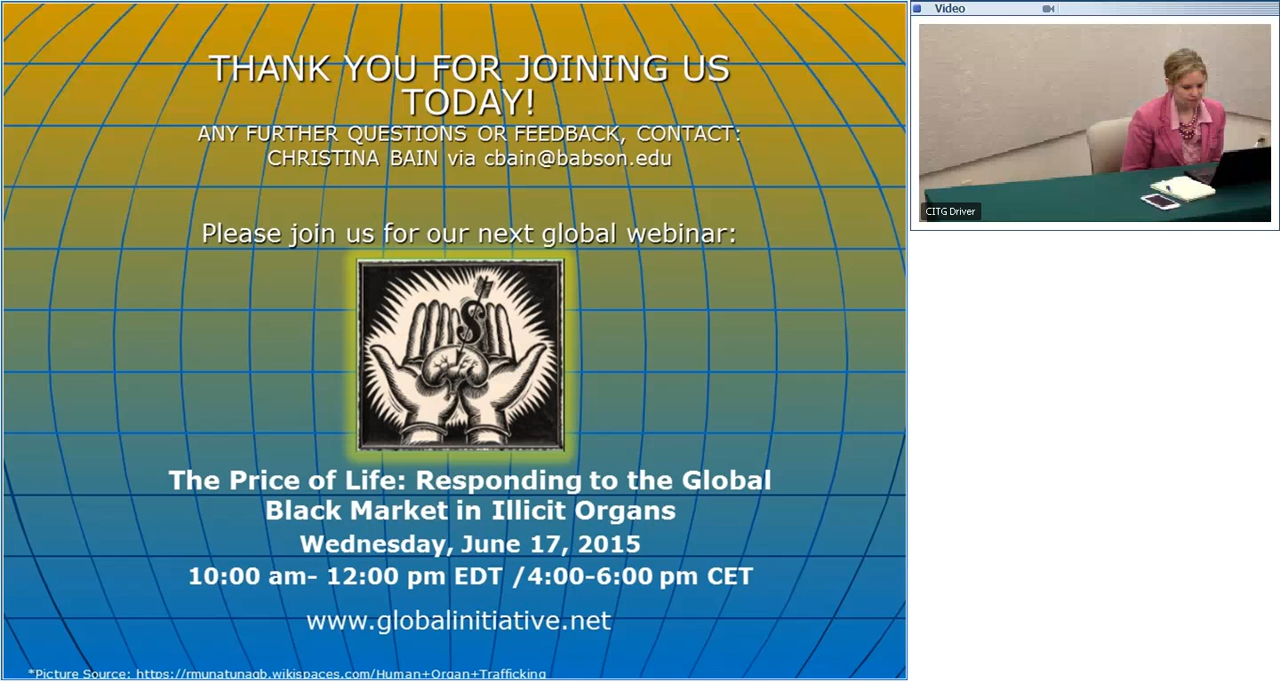 THANK YOU FOR JOINING US
TODAY!
ANY FURTHER QUESTIONS OR FEEDBACK, CONTACT:
CHRISTINA BAIN via cbain@babson.edu
Please join us for our next global webinar:
The Price of Life: Responding to the Global
Black Market in Illicit Organs
Wednesday, June 17, 2015
10:00 am- 12:00 pm EDT /4:00-6:00 pm CET
www.globalinitiative.net
*Picture Source: https://rmunatunagb.wikispaces.com/Human+Organ+Trafficking
Video
CITG Driver